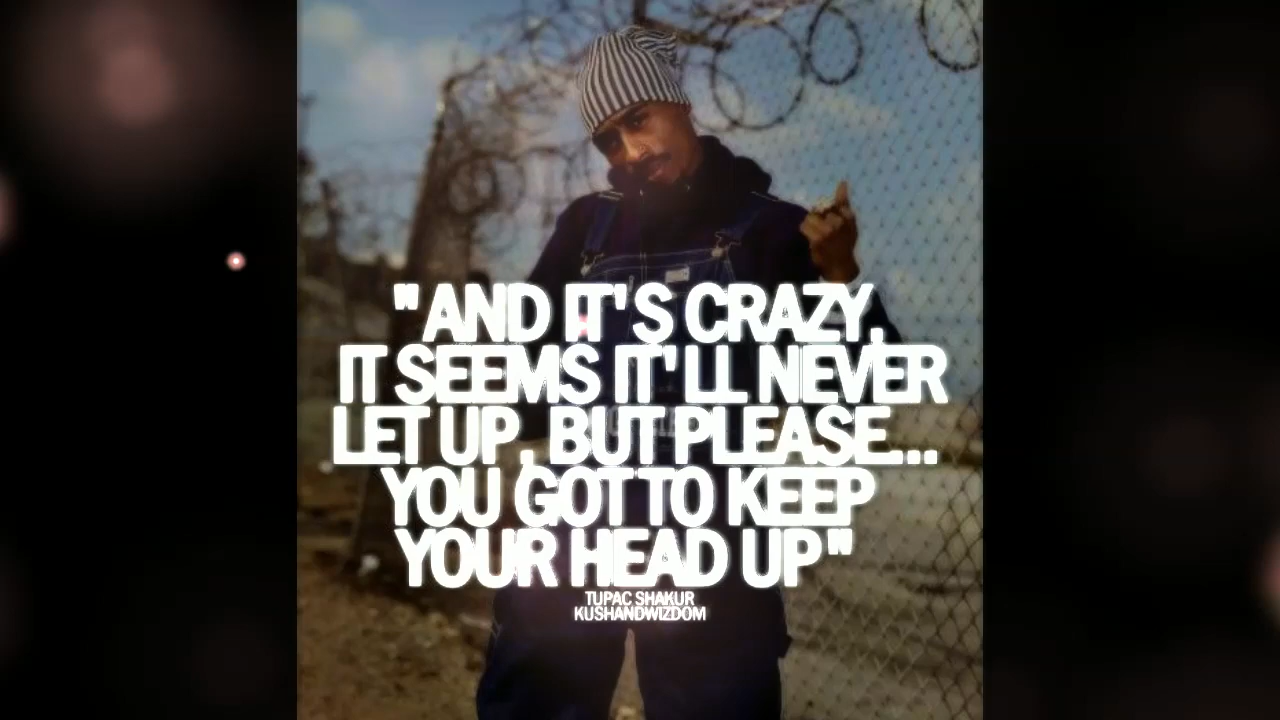 "AND IT'S CRAZY,
IT SEEMS IT'LL NEVER
LET UP, BUT PLEASE...
YOU GOT TO KEEP
YOUR HEAD UP"
TUPAC SHAKUR
KUSHANDWIZDOM